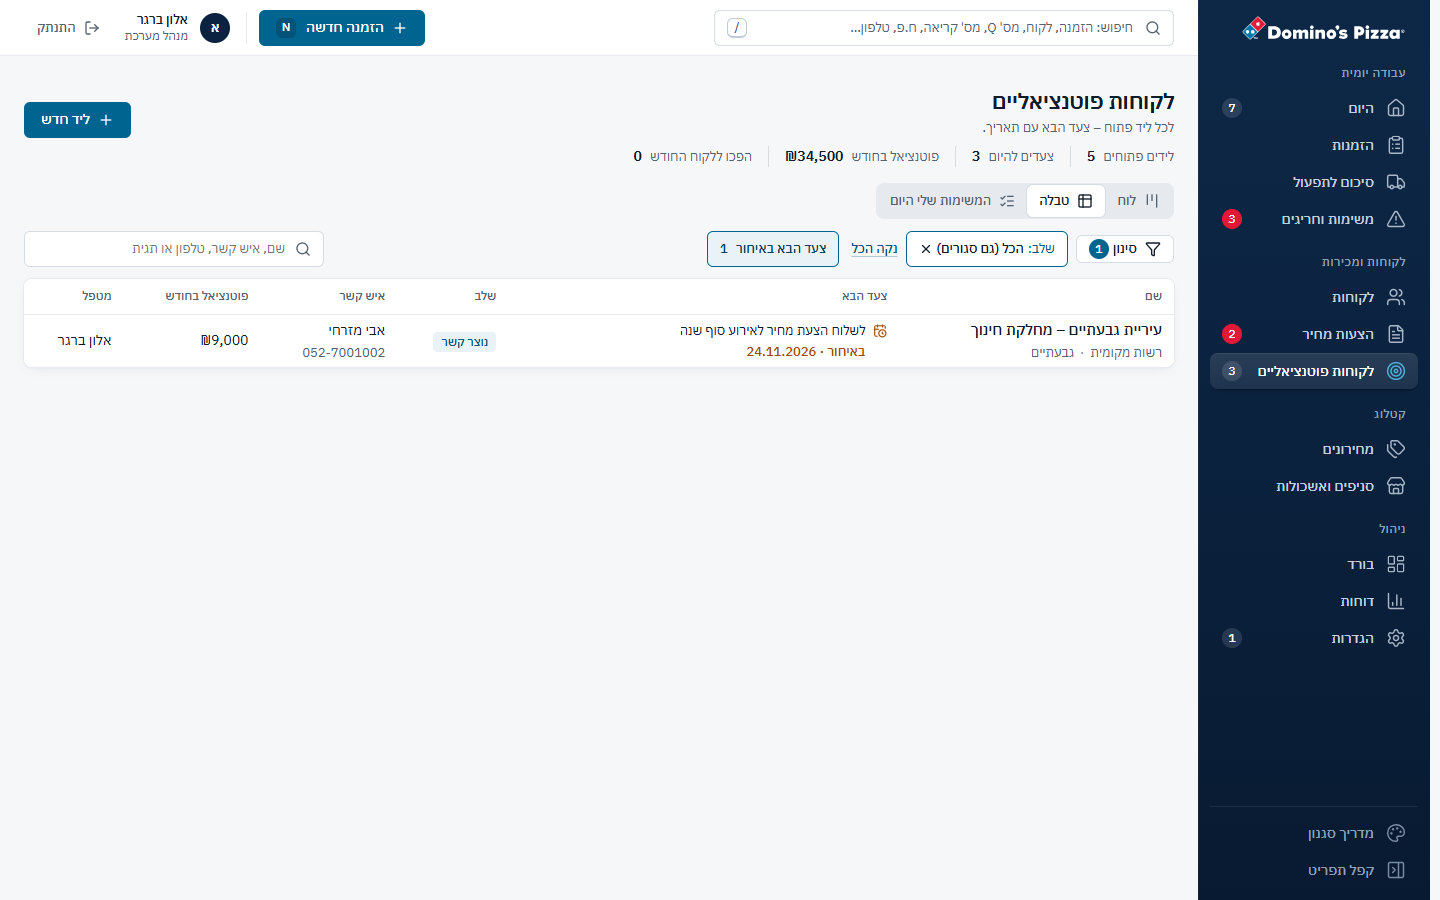 Domino's Pizza
עבודה יומית
היום 7
הזמנות
סיכום לתפעול
משימות וחריגים 3
לקוחות ומכירות
לקוחות
הצעות מחיר 2
לקוחות פוטנציאליים 3
קטלוג
מחירונים
סניפים ואשכולות
ניהול
בורד
דוחות
הגדרות 1
מדריך סגנון
קפל תפריט
חיפוש: הזמנה, לקוח, מס' Q, מס' קריאה, ח.פ, טלפון... /
הזמנה חדשה N
א
אלון ברגר
מנהל מערכת
התנתק
לקוחות פוטנציאליים
לכל ליד פתוח – צעד הבא עם תאריך.
לידים פתוחים 5 צעדים להיום 3 פוטנציאל בחודש ₪34,500 הפכו ללקוח החודש 0
ליד חדש
לוח טבלה המשימות שלי היום
סינון 1 שלב: הכל (גם סגורים) נקה הכל צעד הבא באיחור 1 שם, איש קשר, טלפון או תגית
שם צעד הבא שלב איש קשר פוטנציאל בחודש מטפל
עיריית גבעתיים – מחלקת חינוך לשלוח הצעת מחיר לאירוע סוף שנה נוצר קשר אבי מזרחי ₪9,000 אלון ברגר
רשות מקומית · גבעתיים באיחור · 24.11.2026 052-7001002